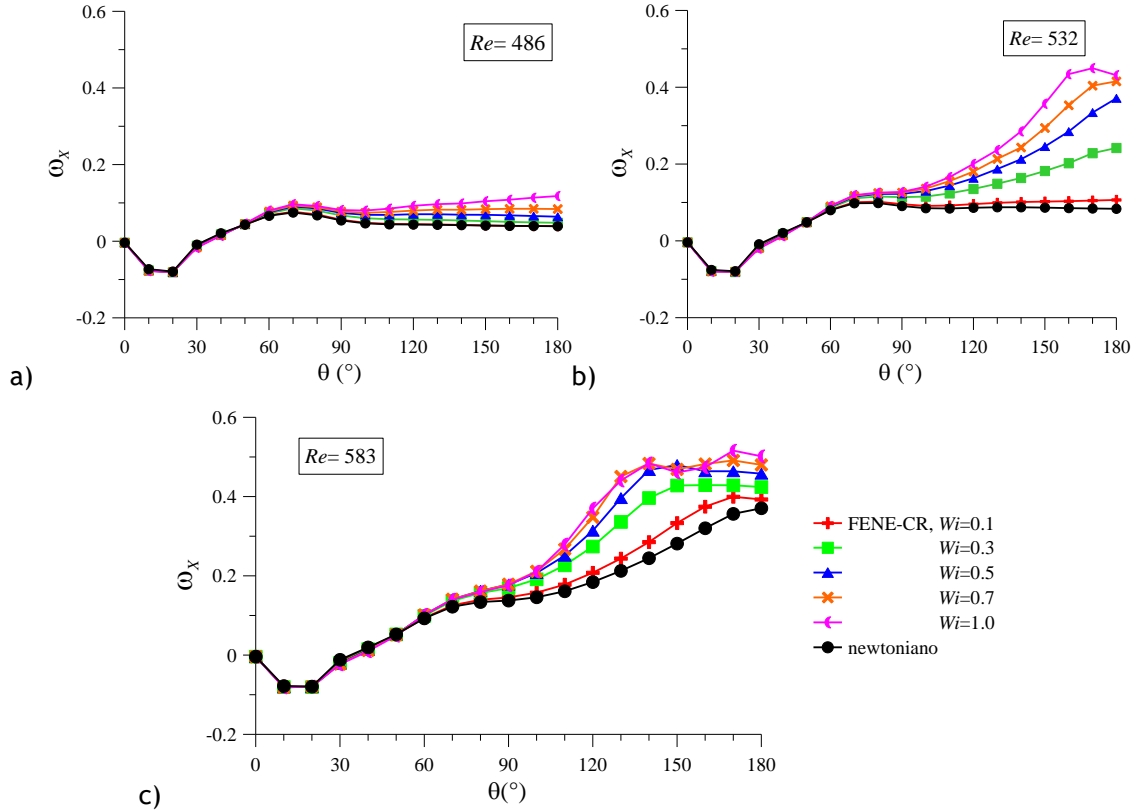 0.6
0.4
0.2
0
-0.2
ω_X
Re= 486
0 30 60 90 120 150 180
θ (°)
a)
0.6
0.4
0.2
0
-0.2
ω_X
Re= 532
0 30 60 90 120 150 180
θ (°)
b)
0.6
0.4
0.2
0
-0.2
ω_X
Re= 583
0 30 60 90 120 150 180
θ(°)
c)
FENE-CR, Wi=0.1
Wi=0.3
Wi=0.5
Wi=0.7
Wi=1.0
newtoniano